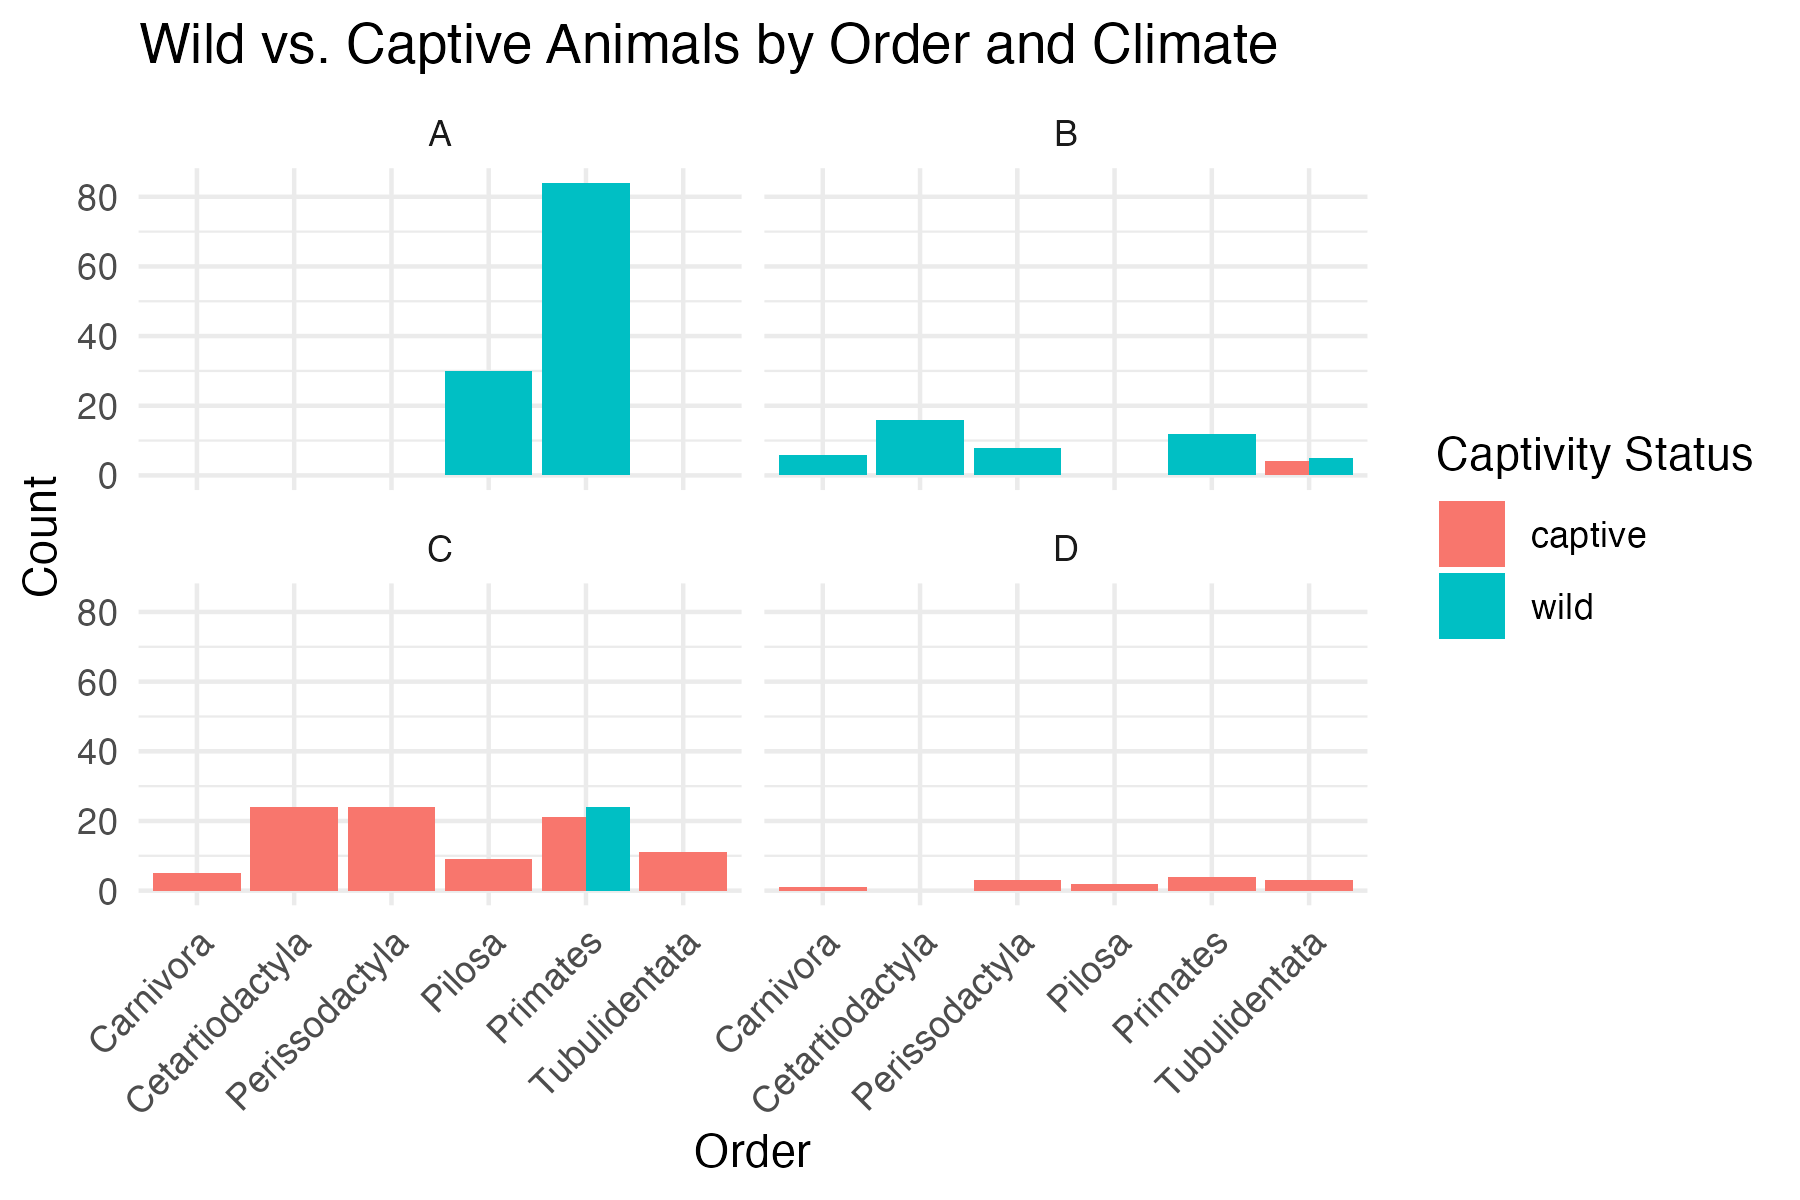 Wild vs. Captive Animals by Order and Climate
A
B
80
60
40
20
0
C
D
80
60
40
20
0
Count
Carnivora
Cetartiodactyla
Perissodactyla
Pilosa
Primates
Tubulidentata
Carnivora
Cetartiodactyla
Perissodactyla
Pilosa
Primates
Tubulidentata
Order
Captivity Status
captive
wild